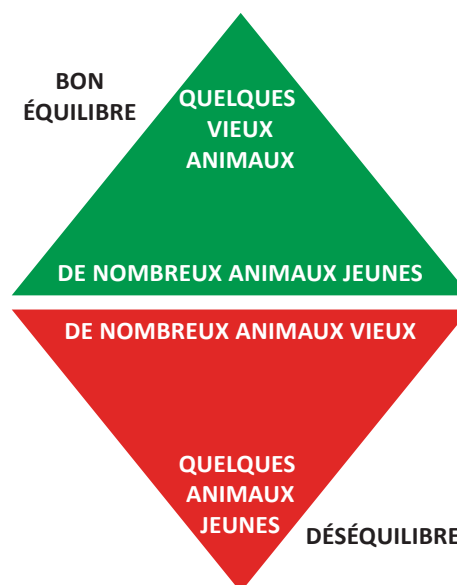 BON
ÉQUILIBRE
QUELQUES
VIEUX
ANIMAUX
DE NOMBREUX ANIMAUX JEUNES
DE NOMBREUX ANIMAUX VIEUX
QUELQUES
ANIMAUX
JEUNES
DÉSÉQUILIBRE